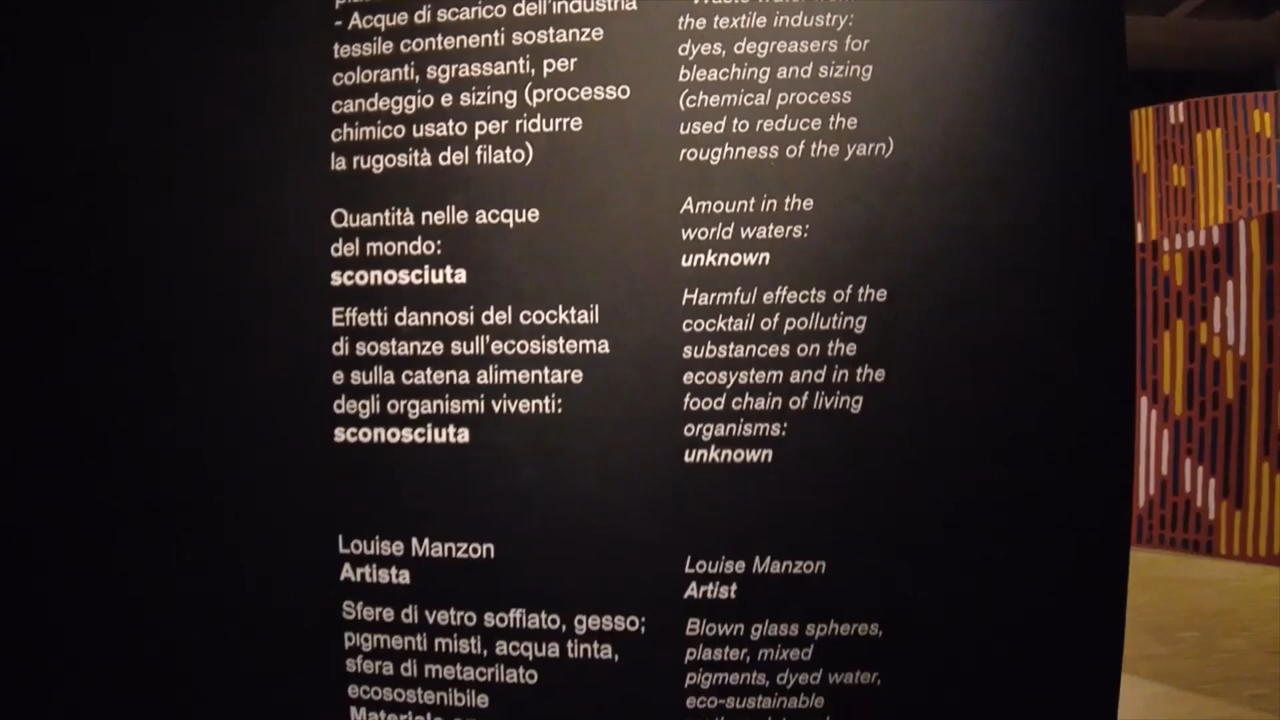 - Acque di scarico dell'industria
tessile contenenti sostanze
coloranti, sgrassanti, per
candeggio e sizing (processo
chimico usato per ridurre
la rugosità del filato)
Quantità nelle acque
del mondo:
sconosciuta
Effetti dannosi del cocktail
di sostanze sull'ecosistema
e sulla catena alimentare
degli organismi viventi:
sconosciuta
Louise Manzon
Artista
Sfere di vetro soffiato, gesso;
pigmenti misti, acqua tinta,
sfera di metacrilato
ecosostenibile
the textile industry:
dyes, degreasers for
bleaching and sizing
(chemical process
used to reduce the
roughness of the yarn)
Amount in the
world waters:
unknown
Harmful effects of the
cocktail of polluting
substances on the
ecosystem and in the
food chain of living
organisms:
unknown
Louise Manzon
Artist
Blown glass spheres,
plaster, mixed
pigments, dyed water,
eco-sustainable